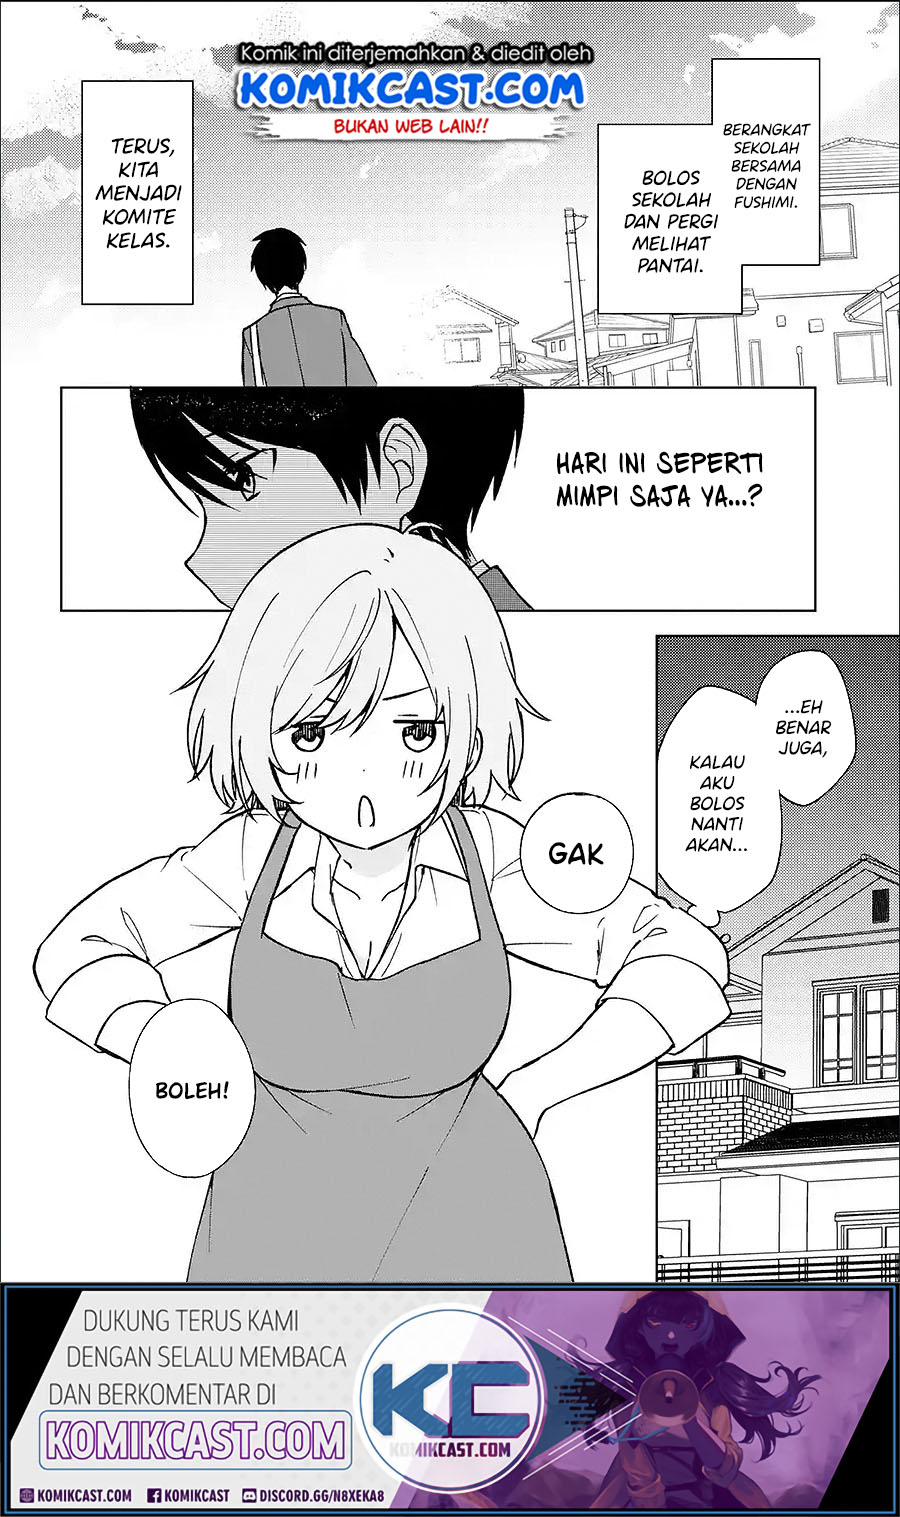 Komik ini diterjemahkan & diedit oleh
KOMIKCAST.COM
BUKAN WEB LAIN!!
BERANGKAT
SEKOLAH
BERSAMA
DENGAN
FUSHIMI.
BOLOS
SEKOLAH
DAN PERGI
MELIHAT
PANTAI.
TERUS,
KITA
MENJADI
KOMITE
KELAS.
HARI INI SEPERTI
MIMPI SAJA YA...?
...EH
BENAR
JUGA,
KALAU
AKU
BOLOS
NANTI
AKAN...
GAK
BOLEH!
DUKUNG TERUS KAMI
DENGAN SELALU MEMBACA
DAN BERKOMENTAR DI
KOMIKCAST.COM
KC
KOMIKCAST.COM
KOMIKCAST.COM
KOMIKCAST
DISCORD.GG/N8XEKA8